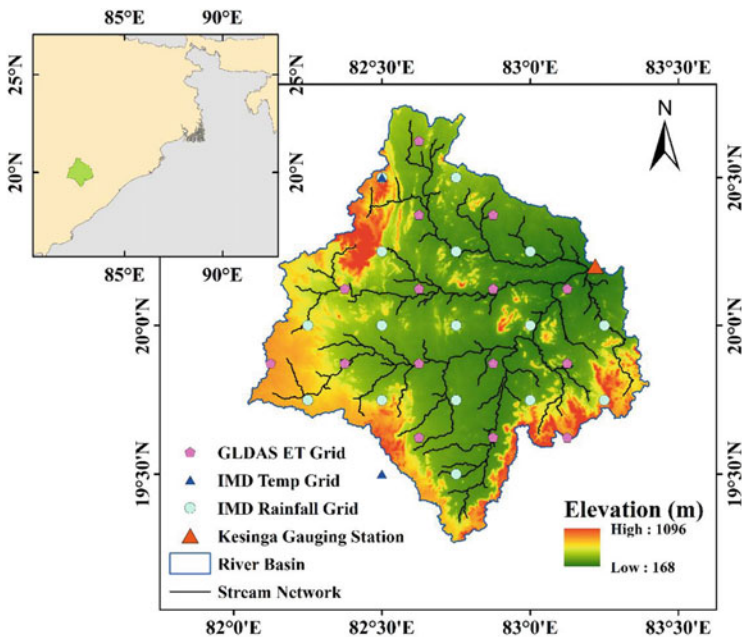 85°E 90°E
25°N
20°N
85°E 90°E
82°30'E 83°0'E 83°30'E
N
20°30'N 20°30'N
20°0'N 20°0'N
19°30'N 19°30'N
GLDAS ET Grid
IMD Temp Grid
IMD Rainfall Grid
Kesinga Gauging Station
River Basin
Stream Network
Elevation (m)
High : 1096
Low : 168
82°0'E 82°30'E 83°0'E 83°30'E